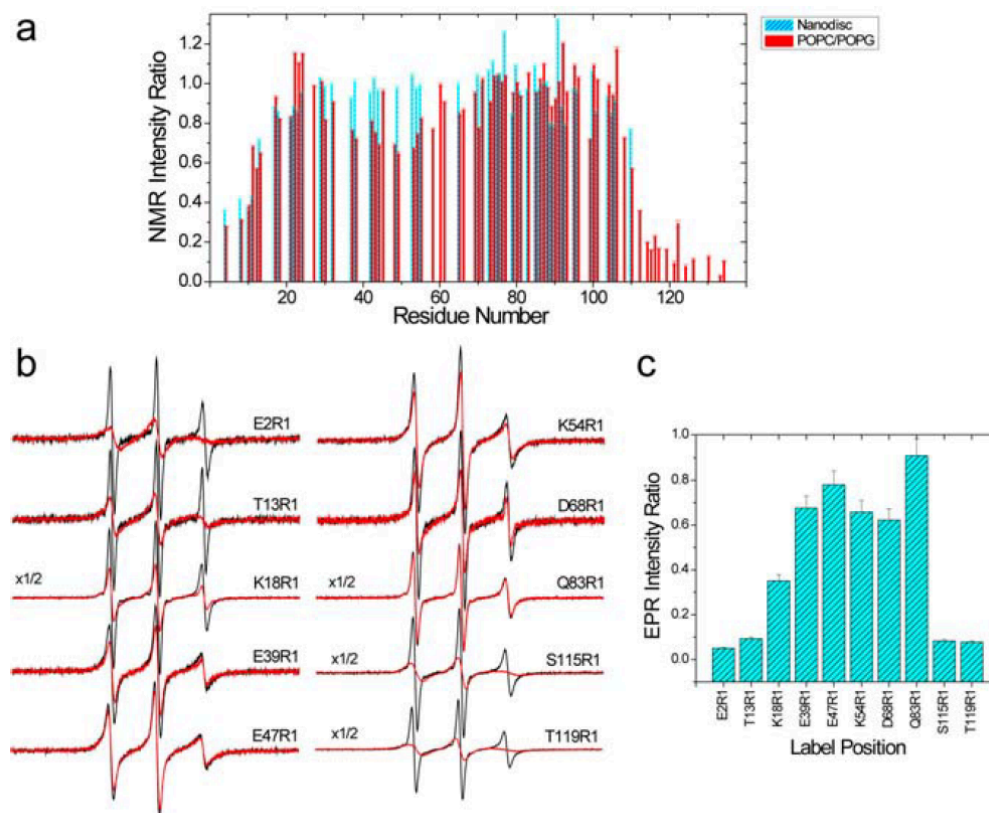 a
Nanodisc
POPC/POPG
NMR Intensity Ratio
1.2
1.0
0.8
0.6
0.4
0.2
0.0
20 40 60 80 100 120
Residue Number
b
E2R1
T13R1
x1/2
K18R1
E39R1
E47R1
K54R1
D68R1
x1/2
Q83R1
x1/2
S115R1
x1/2
T119R1
c
EPR Intensity Ratio
1.0
0.8
0.6
0.4
0.2
0.0
E2R1 T13R1 K18R1 E39R1 E47R1 K54R1 D68R1 Q83R1 S115R1 T119R1
Label Position